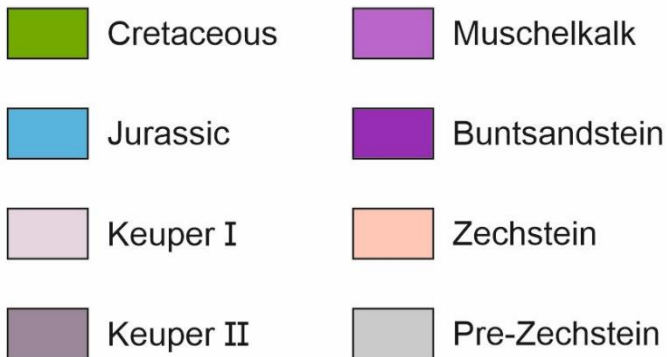 Cretaceous
Jurassic
Keuper I
Keuper II
Muschelkalk
Buntsandstein
Zechstein
Pre-Zechstein